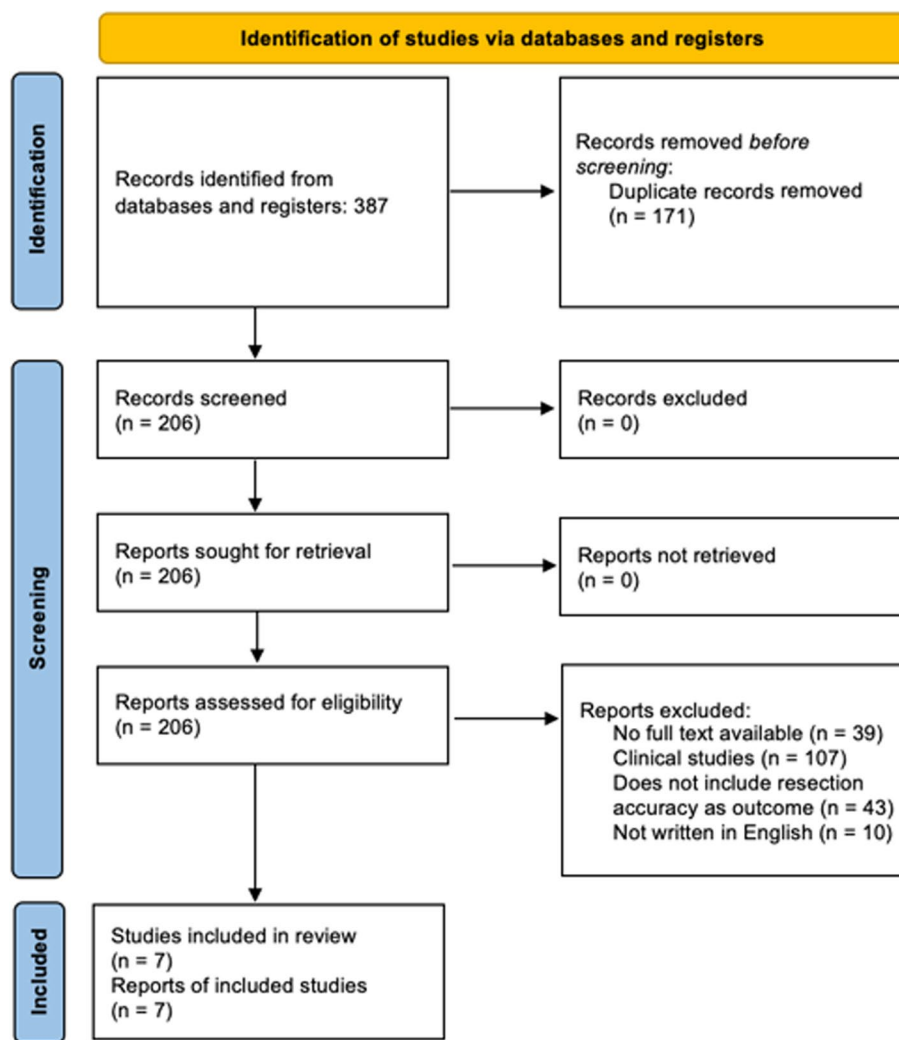 Identification of studies via databases and registers
Identification
Records identified from
databases and registers: 387
Records removed before
screening:
Duplicate records removed
(n = 171)
Screening
Records screened
(n = 206)
Records excluded
(n = 0)
Reports sought for retrieval
(n = 206)
Reports not retrieved
(n = 0)
Reports assessed for eligibility
(n = 206)
Reports excluded:
No full text available (n = 39)
Clinical studies (n = 107)
Does not include resection
accuracy as outcome (n = 43)
Not written in English (n = 10)
Included
Studies included in review
(n = 7)
Reports of included studies
(n = 7)